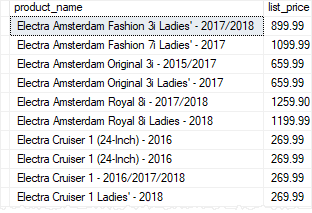 product_name list_price
Electra Amsterdam Fashion 3i Ladies' - 2017/2018 899.99
Electra Amsterdam Fashion 7i Ladies' - 2017 1099.99
Electra Amsterdam Original 3i - 2015/2017 659.99
Electra Amsterdam Original 3i Ladies' - 2017 659.99
Electra Amsterdam Royal 8i - 2017/2018 1259.90
Electra Amsterdam Royal 8i Ladies - 2018 1199.99
Electra Cruiser 1 (24-Inch) - 2016 269.99
Electra Cruiser 1 (24-Inch) - 2016 269.99
Electra Cruiser 1 - 2016/2017/2018 269.99
Electra Cruiser 1 Ladies' - 2018 269.99